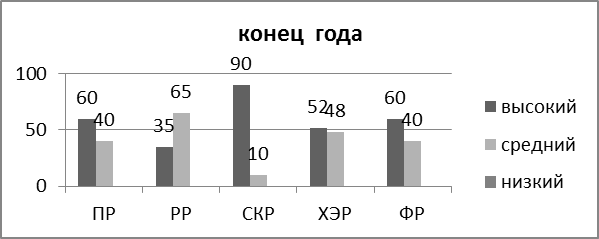 конец года
100
50
0
60
40
35
65
90
10
52
48
60
40
ПР
РР
СКР
ХЭР
ФР
высокий
средний
низкий